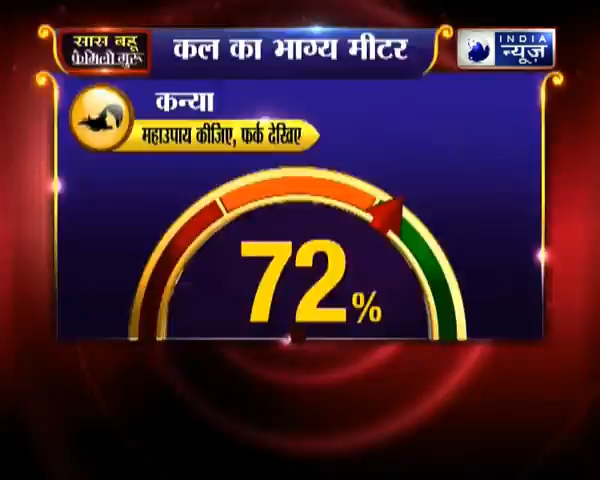 सास बहू
फेमिली गुरू
कल का भाग्य मीटर
INDIA
न्यूज़
कन्या
महाउपाय कीजिए, फर्क देखिए
72%